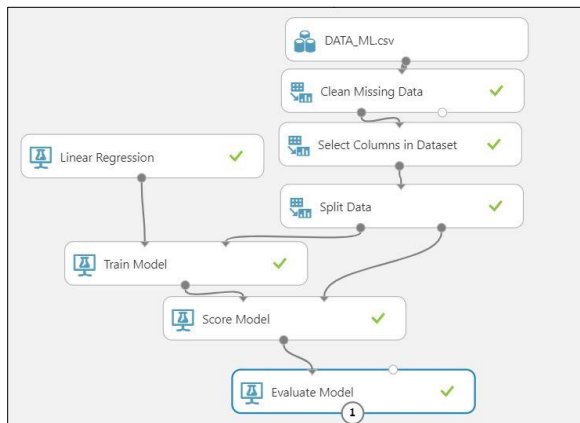 DATA_ML.csv
Clean Missing Data
Select Columns in Dataset
Linear Regression
Split Data
Train Model
Score Model
Evaluate Model
1